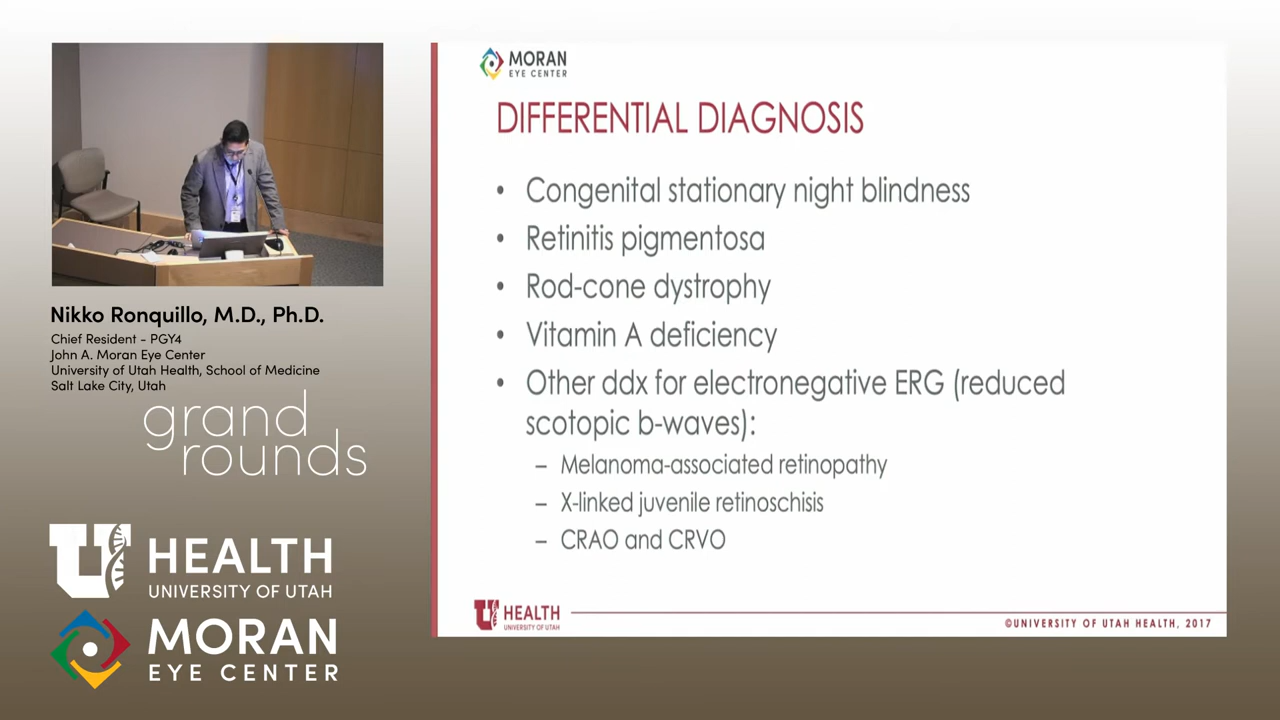 Nikko Ronquillo, M.D., Ph.D.
Chief Resident - PGY4
John A. Moran Eye Center
University of Utah Health, School of Medicine
Salt Lake City, Utah
grand
rounds
U HEALTH
UNIVERSITY OF UTAH
MORAN
EYE CENTER
MORAN
EYE CENTER
DIFFERENTIAL DIAGNOSIS
• Congenital stationary night blindness
• Retinitis pigmentosa
• Rod-cone dystrophy
• Vitamin A deficiency
• Other ddx for electronegative ERG (reduced
scotopic b-waves):
– Melanoma-associated retinopathy
– X-linked juvenile retinoschisis
– CRAO and CRVO
U HEALTH
UNIVERSITY OF UTAH
©UNIVERSITY OF UTAH HEALTH, 2017